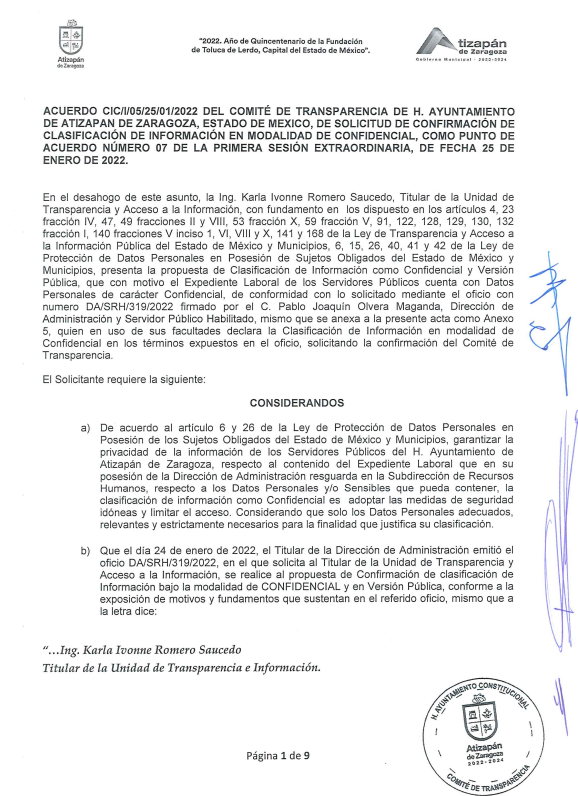 Atizapán
de Zaragoza
"2022. Año de Quincentenario de la Fundación
de Toluca de Lerdo, Capital del Estado de México".
Atizapán
de Zaragoza
Gobierno Municipal - 2022-2024
ACUERDO CIC/I/05/25/01/2022 DEL COMITÉ DE TRANSPARENCIA DE H. AYUNTAMIENTO
DE ATIZAPAN DE ZARAGOZA, ESTADO DE MEXICO, DE SOLICITUD DE CONFIRMACIÓN DE
CLASIFICACIÓN DE INFORMACIÓN EN MODALIDAD DE CONFIDENCIAL, COMO PUNTO DE
ACUERDO NÚMERO 07 DE LA PRIMERA SESIÓN EXTRAORDINARIA, DE FECHA 25 DE
ENERO DE 2022.
En el desahogo de este asunto, la Ing. Karla Ivonne Romero Saucedo, Titular de la Unidad de
Transparencia y Acceso a la Información, con fundamento en los dispuesto en los artículos 4, 23
fracción IV, 47, 49 fracciones II y VIII, 53 fracción X, 59 fracción V, 91, 122, 128, 129, 130, 132
fracción I, 140 fracciones V inciso 1, VI, VIII y X, 141 y 168 de la Ley de Transparencia y Acceso a
la Información Pública del Estado de México y Municipios, 6, 15, 26, 40, 41 y 42 de la Ley de
Protección de Datos Personales en Posesión de Sujetos Obligados del Estado de México y
Municipios, presenta la propuesta de Clasificación de Información como Confidencial y Versión
Pública, que con motivo el Expediente Laboral de los Servidores Públicos cuenta con Datos
Personales de carácter Confidencial, de conformidad con lo solicitado mediante el oficio con
numero DA/SRH/319/2022 firmado por el C. Pablo Joaquín Olvera Maganda, Dirección de
Administración y Servidor Público Habilitado, mismo que se anexa a la presente acta como Anexo
5, quien en uso de sus facultades declara la Clasificación de Información en modalidad de
Confidencial en los términos expuestos en el oficio, solicitando la confirmación del Comité de
Transparencia.
El Solicitante requiere la siguiente:
CONSIDERANDOS
a) De acuerdo al artículo 6 y 26 de la Ley de Protección de Datos Personales en
Posesión de los Sujetos Obligados del Estado de México y Municipios, garantizar la
privacidad de la información de los Servidores Públicos del H. Ayuntamiento de
Atizapán de Zaragoza, respecto al contenido del Expediente Laboral que en su
posesión de la Dirección de Administración resguarda en la Subdirección de Recursos
Humanos, respecto a los Datos Personales y/o Sensibles que pueda contener, la
clasificación de información como Confidencial es adoptar las medidas de seguridad
idóneas y limitar el acceso. Considerando que solo los Datos Personales adecuados,
relevantes y estrictamente necesarios para la finalidad que justifica su clasificación.
b) Que el día 24 de enero de 2022, el Titular de la Dirección de Administración emitió el
oficio DA/SRH/319/2022, en el que solicita al Titular de la Unidad de Transparencia y
Acceso a la Información, se realice al propuesta de Confirmación de clasificación de
Información bajo la modalidad de CONFIDENCIAL y en Versión Pública, conforme a la
exposición de motivos y fundamentos que sustentan en el referido oficio, mismo que a
la letra dice:
"…Ing. Karla Ivonne Romero Saucedo
Titular de la Unidad de Transparencia e Información.
H. AYUNTAMIENTO CONSTITUCIONAL
Atizapán
de Zaragoza
2022-2024
COMITÉ DE TRANSPARENCIA
Página 1 de 9